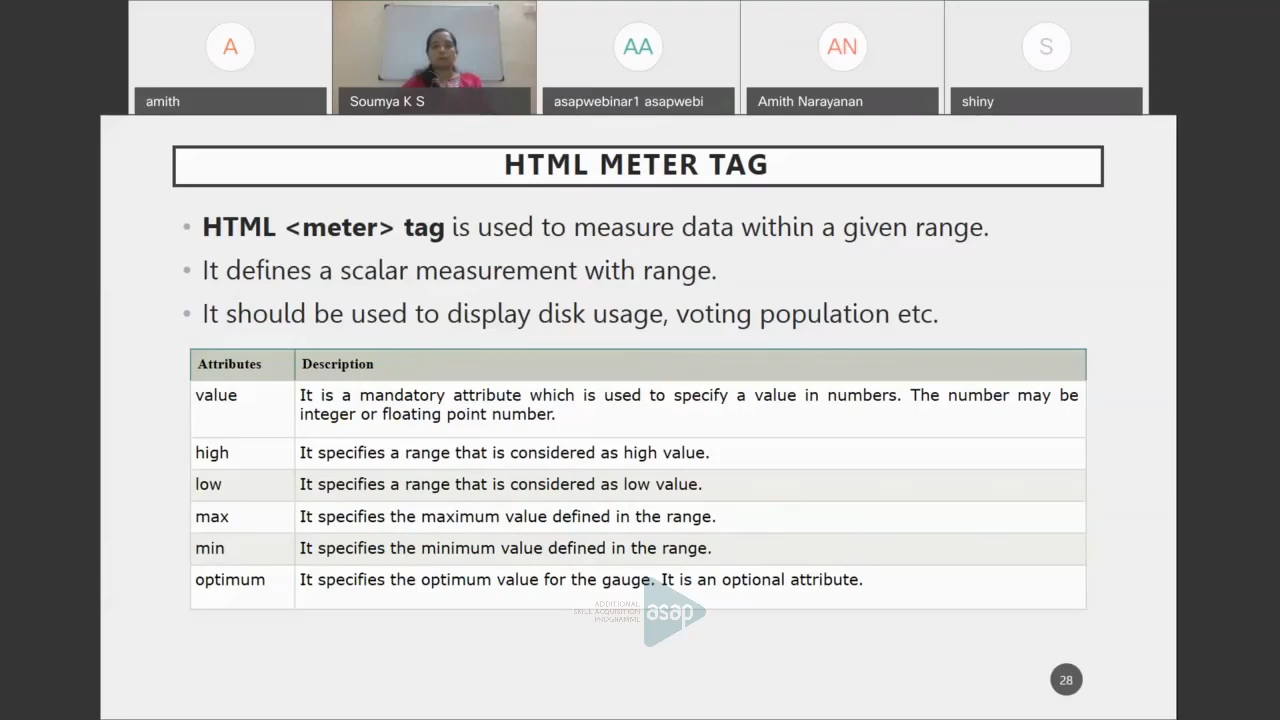 A
AA
AN
S
amith
Soumya K S
asapwebinar1 asapwebi
Amith Narayanan
shiny
HTML METER TAG
• HTML <meter> tag is used to measure data within a given range.
• It defines a scalar measurement with range.
• It should be used to display disk usage, voting population etc.
Attributes Description
value It is a mandatory attribute which is used to specify a value in numbers. The number may be
integer or floating point number.
high It specifies a range that is considered as high value.
low It specifies a range that is considered as low value.
max It specifies the maximum value defined in the range.
min It specifies the minimum value defined in the range.
optimum It specifies the optimum value for the gauge. It is an optional attribute.
ADDITIONAL
SKILL ACQUISITION
PROGRAMME
asap
28